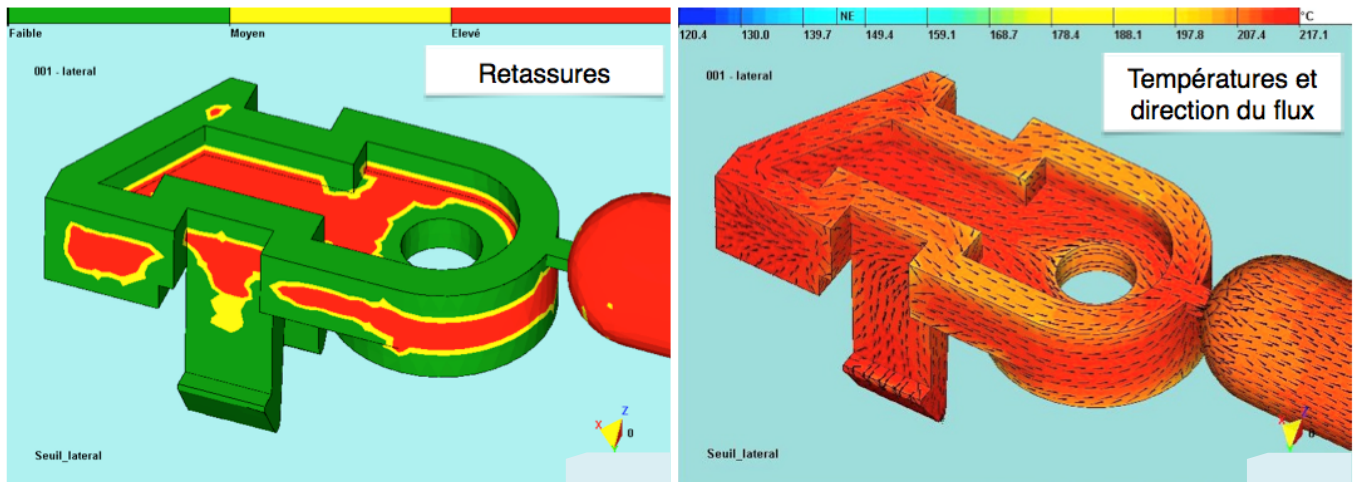 Faible Moyen Elevé
001 - lateral
Retassures
Seuil_lateral
X Z 0
NE °C
120.4 130.0 139.7 149.4 159.1 168.7 178.4 188.1 197.8 207.4 217.1
001 - lateral
Températures et
direction du flux
Seuil_lateral
X Z 0